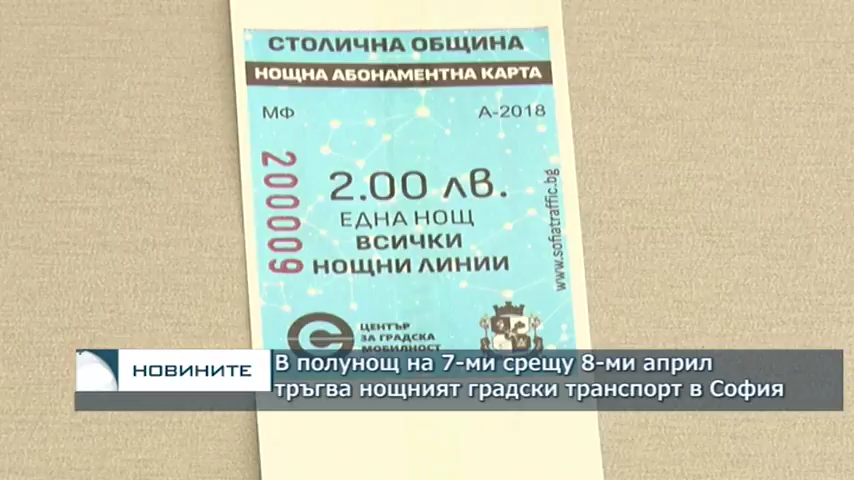 СТОЛИЧНА ОБЩИНА
НОЩНА АБОНАМЕНТНА КАРТА
МФ
А-2018
200009
2.00 лв.
ЕДНА НОЩ
ВСИЧКИ
НОЩНИ ЛИНИИ
www.sofiatraffic.bg
ЦЕНТЪР
ЗА ГРАДСКА
МОБИЛНОСТ
НОВИНИТЕ
В полунощ на 7-ми срещу 8-ми април
тръгва нощният градски транспорт в София